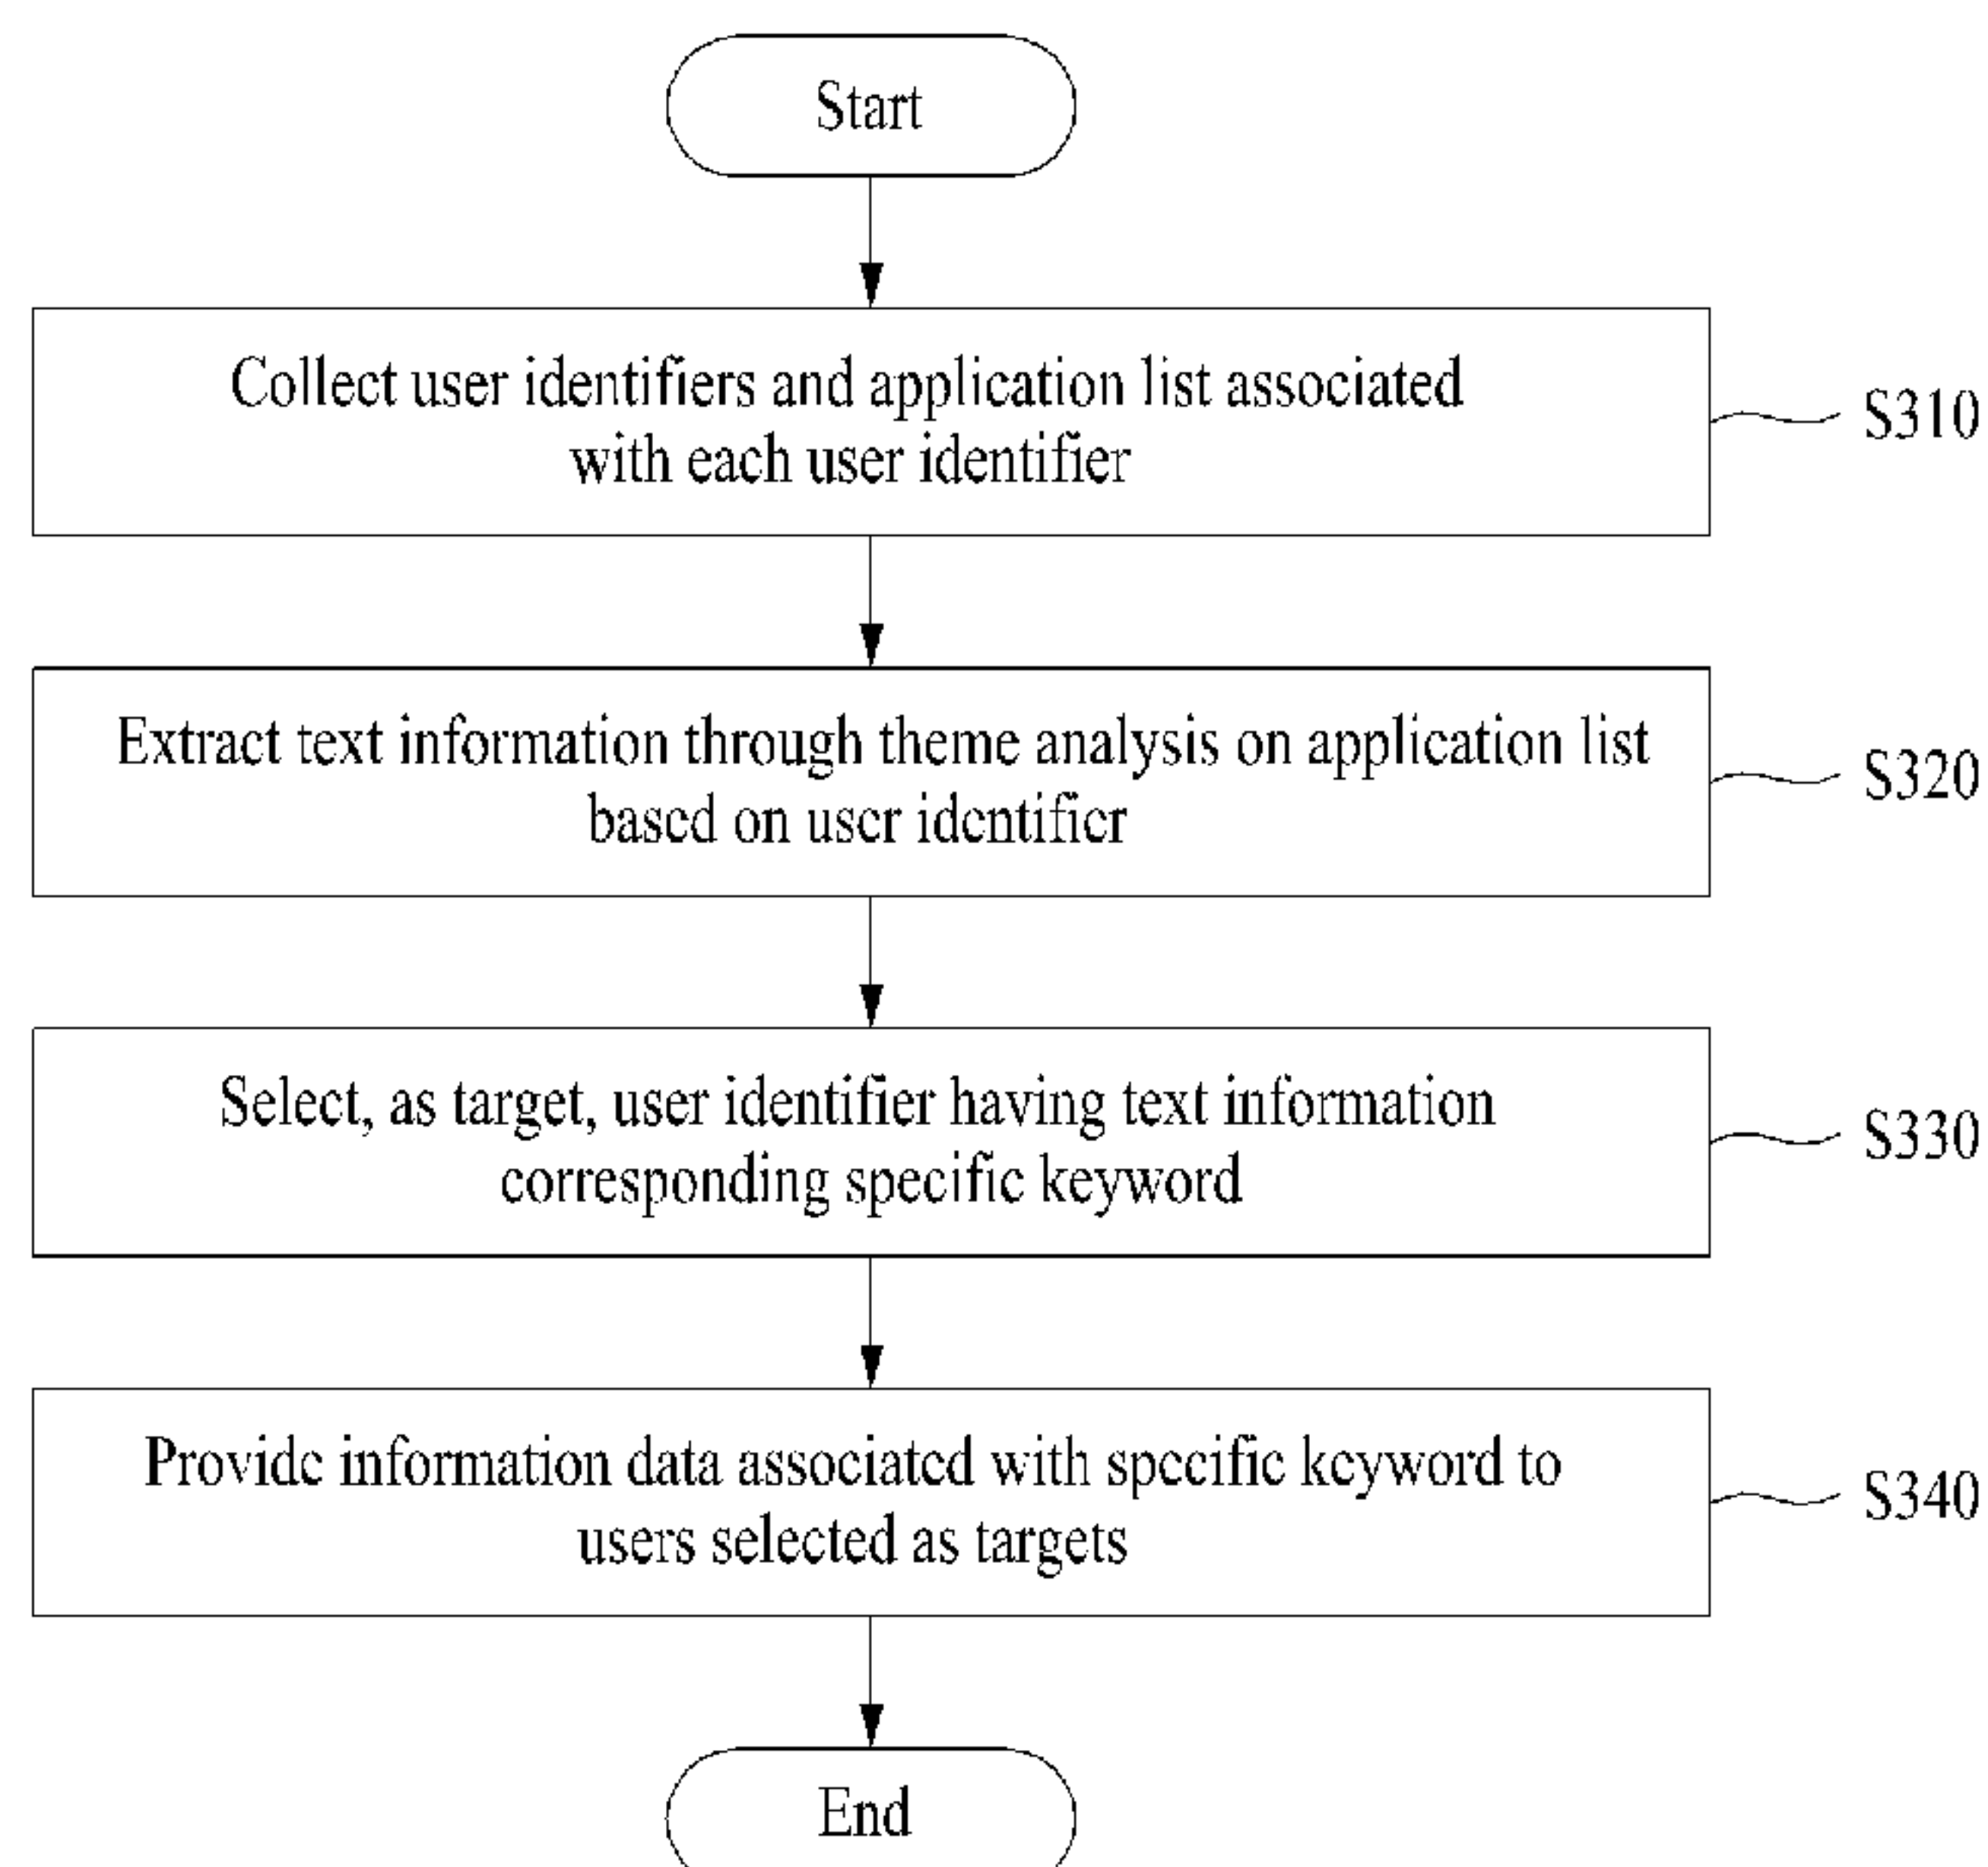 Start
Collect user identifiers and application list associated
with each user identifier
S310
Extract text information through theme analysis on application list
based on user identifier
S320
Select, as target, user identifier having text information
corresponding specific keyword
S330
Provide information data associated with specific keyword to
users selected as targets
S340
End